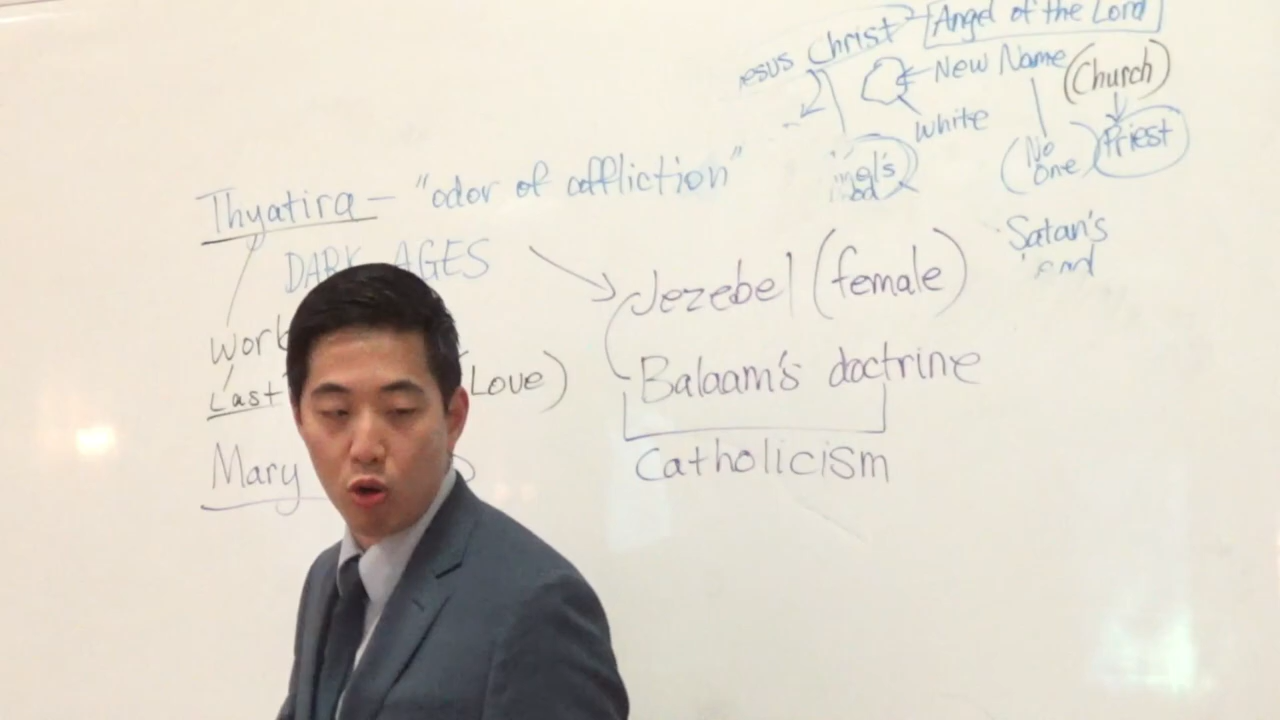 Jesus Christ Angel of the Lord
New Name (Church)
White
(No One) Priest
Thyatira - "odor of affliction"
Satan's
DARK AGES
Jezebel (female)
Love)
Last
Balaam's doctrine
Mary
Catholicism